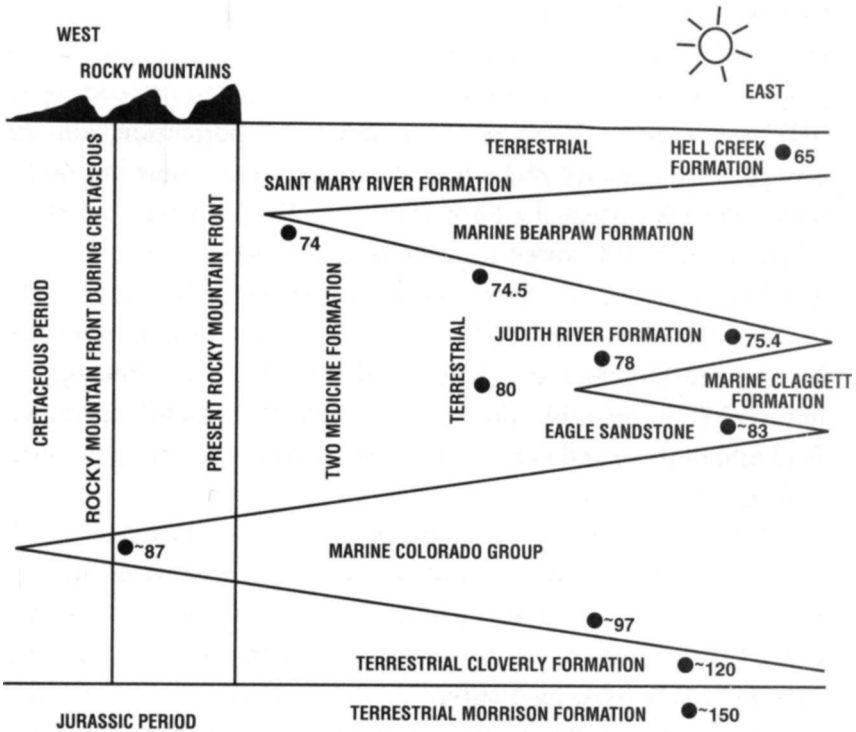 WEST
ROCKY MOUNTAINS
EAST
TERRESTRIAL
HELL CREEK
FORMATION
65
SAINT MARY RIVER FORMATION
MARINE BEARPAW FORMATION
74
74.5
CRETACEOUS PERIOD
ROCKY MOUNTAIN FRONT DURING CRETACEOUS
PRESENT ROCKY MOUNTAIN FRONT
TWO MEDICINE FORMATION
TERRESTRIAL
JUDITH RIVER FORMATION
75.4
78
80
MARINE CLAGGETT
FORMATION
EAGLE SANDSTONE
~83
~87
MARINE COLORADO GROUP
~97
TERRESTRIAL CLOVERLY FORMATION
~120
JURASSIC PERIOD
TERRESTRIAL MORRISON FORMATION
~150